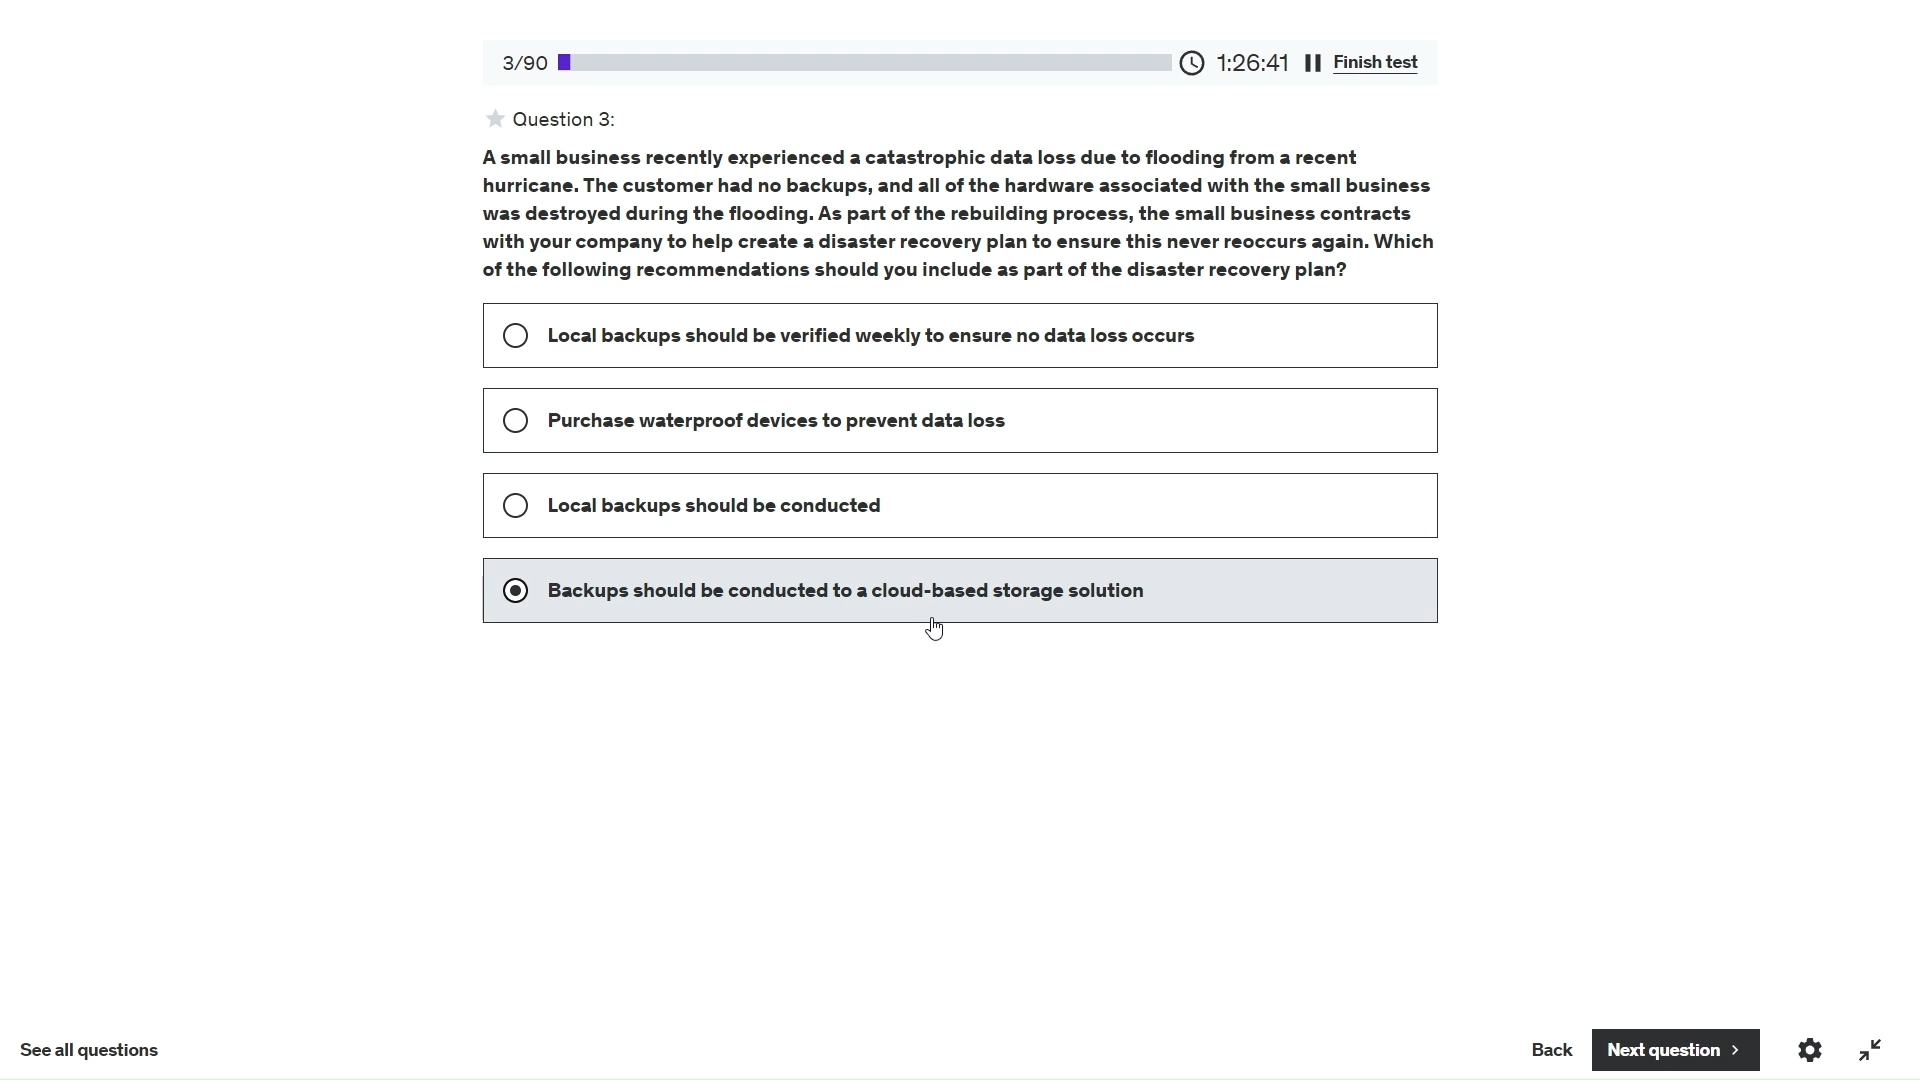 3/90
1:26:41
Finish test
Question 3:
A small business recently experienced a catastrophic data loss due to flooding from a recent
hurricane. The customer had no backups, and all of the hardware associated with the small business
was destroyed during the flooding. As part of the rebuilding process, the small business contracts
with your company to help create a disaster recovery plan to ensure this never reoccurs again. Which
of the following recommendations should you include as part of the disaster recovery plan?
Local backups should be verified weekly to ensure no data loss occurs
Purchase waterproof devices to prevent data loss
Local backups should be conducted
Backups should be conducted to a cloud-based storage solution
See all questions
Back
Next question